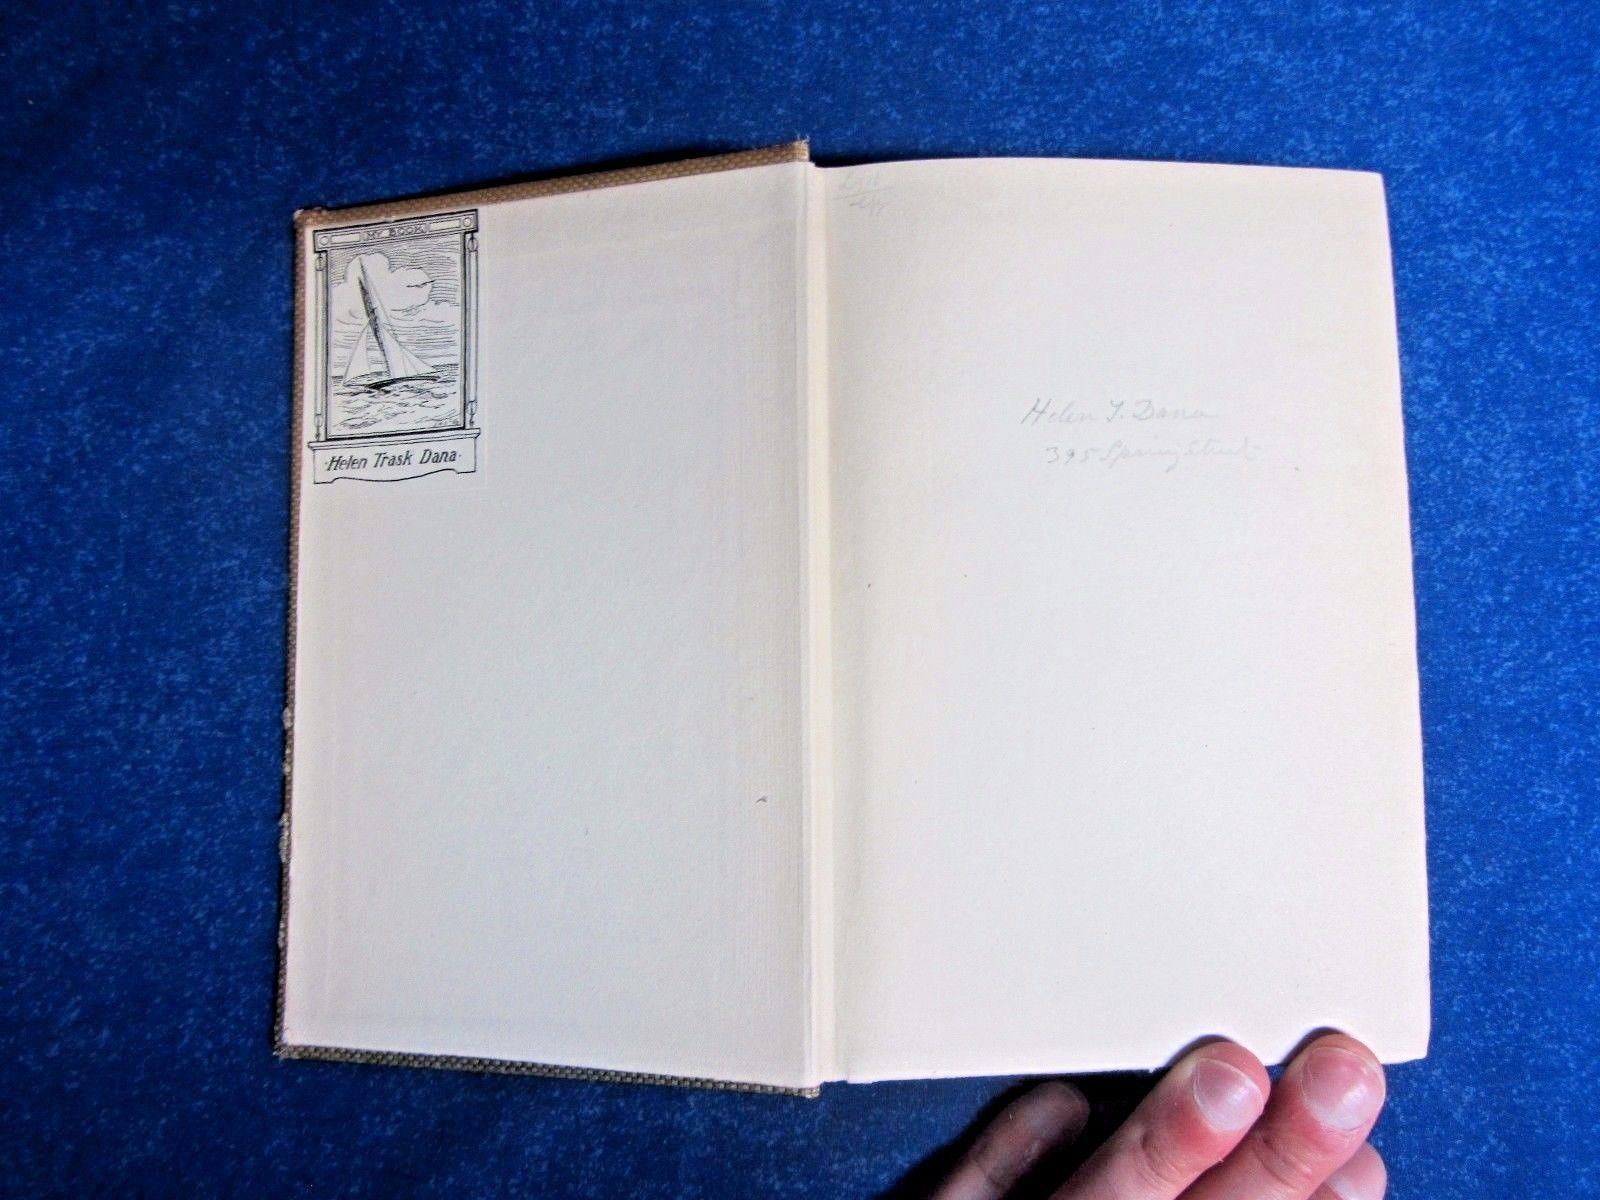 MY BOOK
·Helen Trask Dana·
Helen T. Dana
395 Spring Street